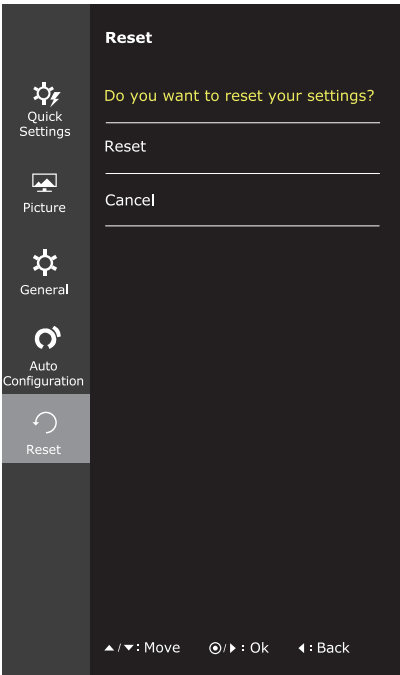 Reset
Do you want to reset your settings?
Reset
Cancel
Quick
Settings
Picture
General
Auto
Configuration
Reset
▲/▼: Move ◉/▶ : Ok ◀ : Back